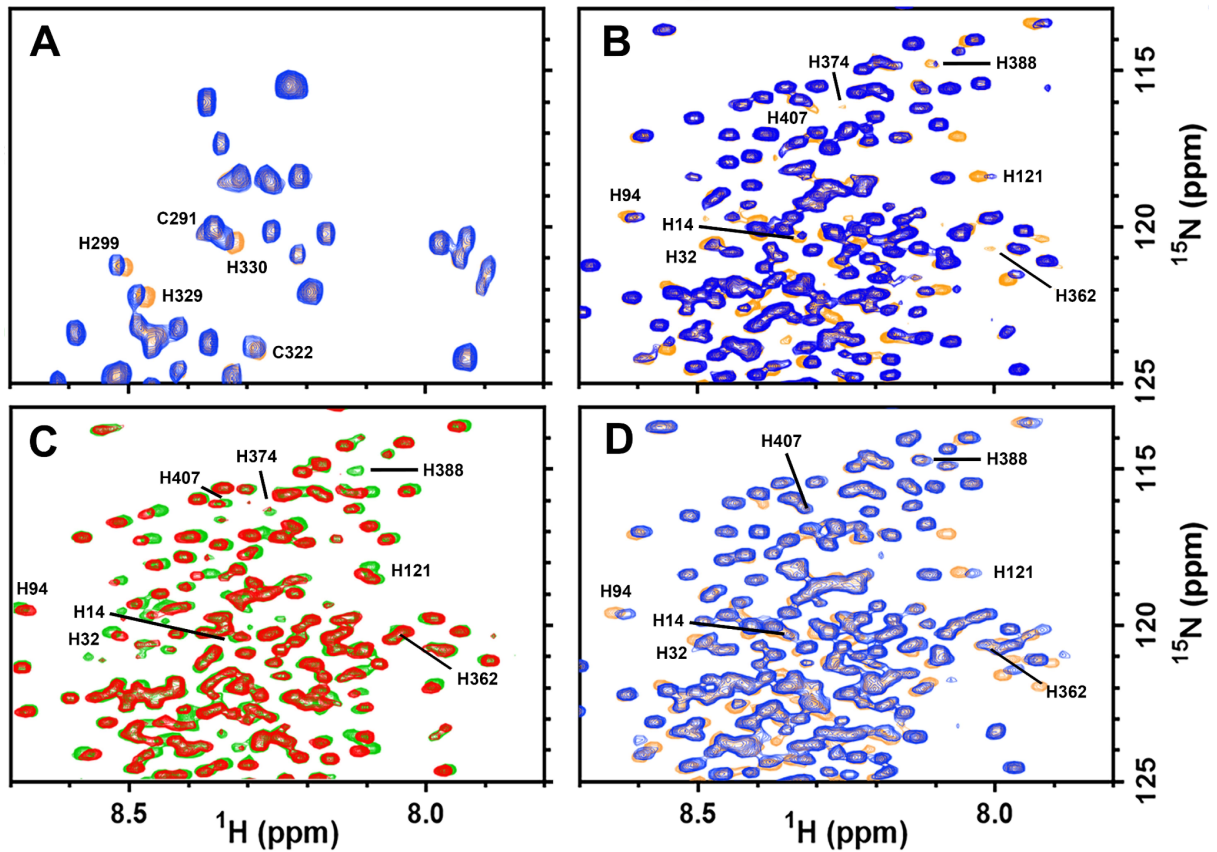 A
C291
H299
H330
H329
C322
B
H374
H388
H407
H94
H121
H14
H32
H362
115
120
125
¹⁵N (ppm)
C
H374
H407
H388
H94
H121
H14
H32
H362
D
H407
H388
H94
H121
H14
H32
H362
115
120
125
¹⁵N (ppm)
8.5
8.0
8.5
8.0
¹H (ppm)
¹H (ppm)